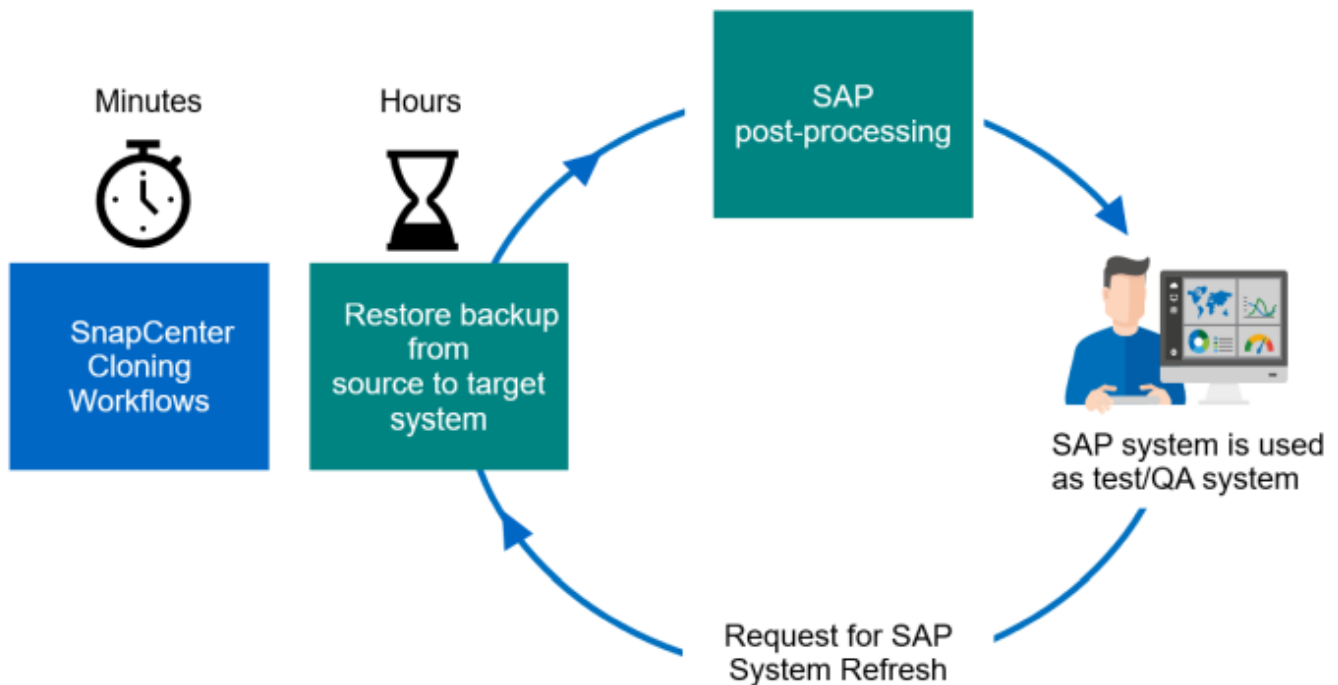 Minutes
Hours
SnapCenter
Cloning
Workflows
Restore backup
from
source to target
system
SAP
post-processing
SAP system is used
as test/QA system
Request for SAP
System Refresh